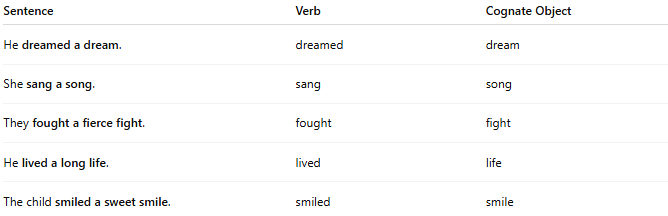 Sentence Verb Cognate Object
He dreamed a dream. dreamed dream
She sang a song. sang song
They fought a fierce fight. fought fight
He lived a long life. lived life
The child smiled a sweet smile. smiled smile